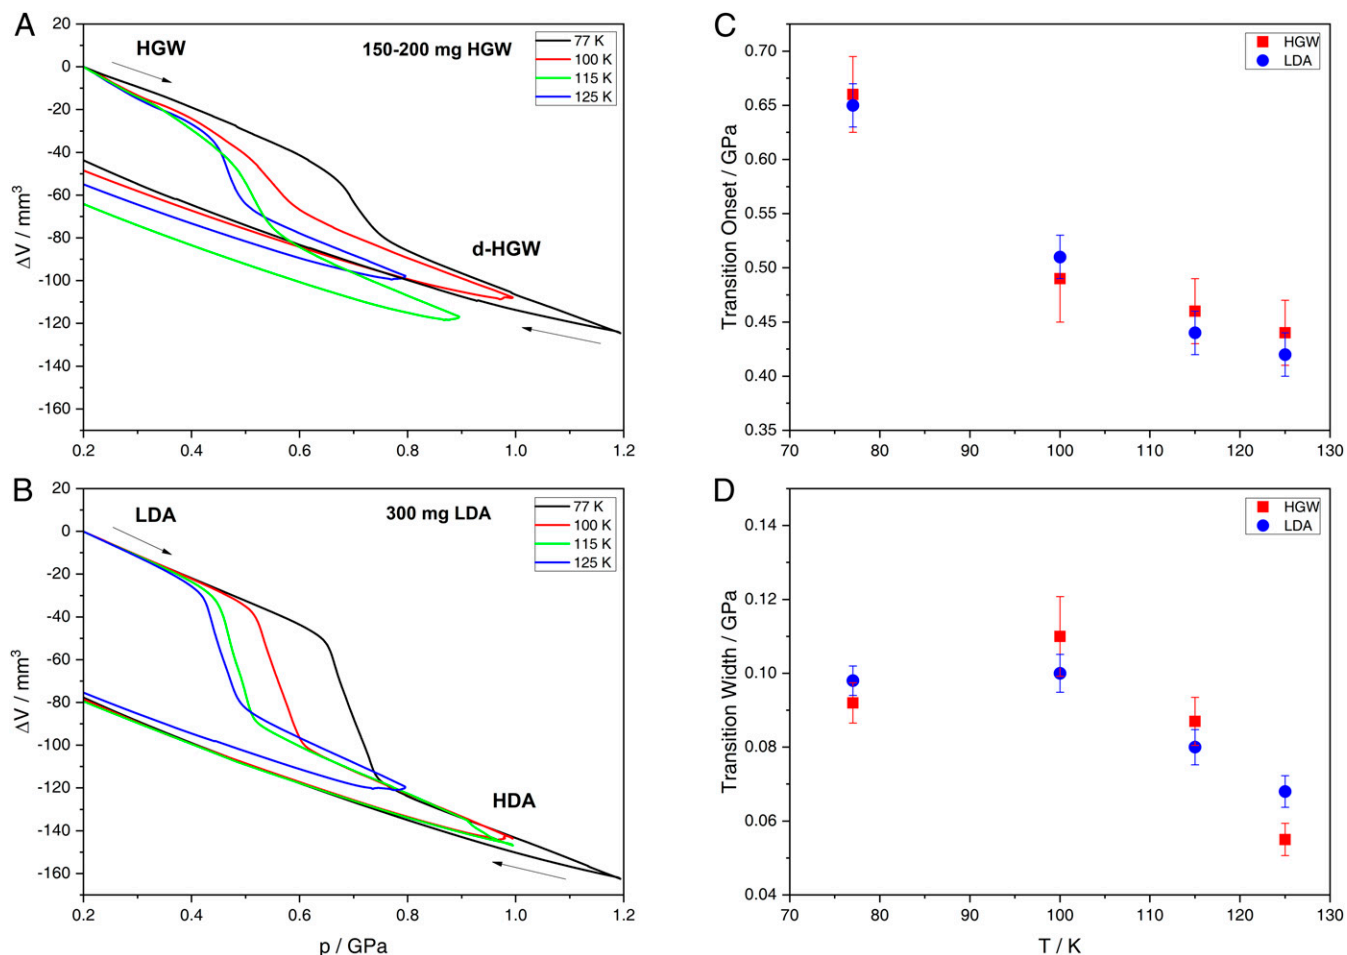 A
HGW
150-200 mg HGW
77 K
100 K
115 K
125 K
d-HGW
ΔV / mm³
20
0
-20
-40
-60
-80
-100
-120
-140
-160
0.2
0.4
0.6
0.8
1.0
1.2
B
LDA
300 mg LDA
77 K
100 K
115 K
125 K
HDA
ΔV / mm³
20
0
-20
-40
-60
-80
-100
-120
-140
-160
0.2
0.4
0.6
0.8
1.0
1.2
p / GPa
C
HGW
LDA
Transition Onset / GPa
0.70
0.65
0.60
0.55
0.50
0.45
0.40
0.35
70
80
90
100
110
120
130
D
HGW
LDA
Transition Width / GPa
0.14
0.12
0.10
0.08
0.06
0.04
70
80
90
100
110
120
130
T / K